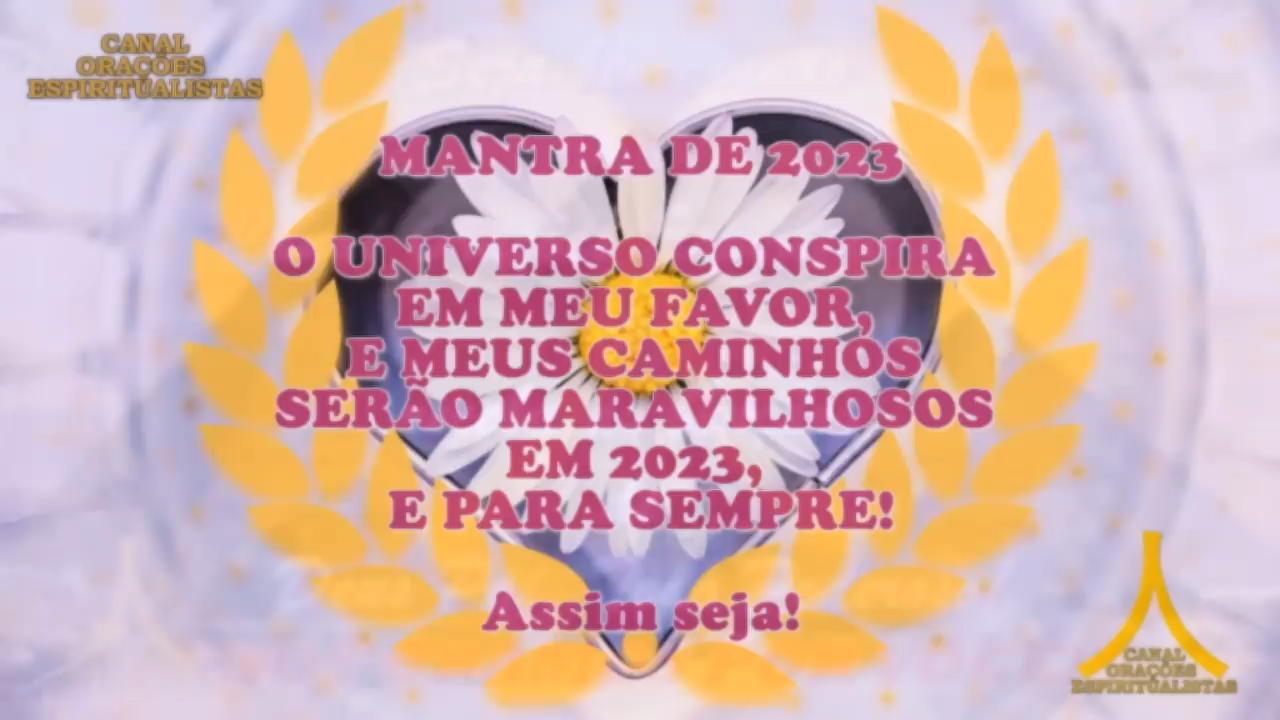 CANAL
ORAÇÕES
ESPIRITUALISTAS
MANTRA DE 2023
O UNIVERSO CONSPIRA
EM MEU FAVOR,
E MEUS CAMINHOS
SERÃO MARAVILHOSOS
EM 2023,
E PARA SEMPRE!
Assim seja!
CANAL
ORAÇÕES
ESPIRITUALISTAS